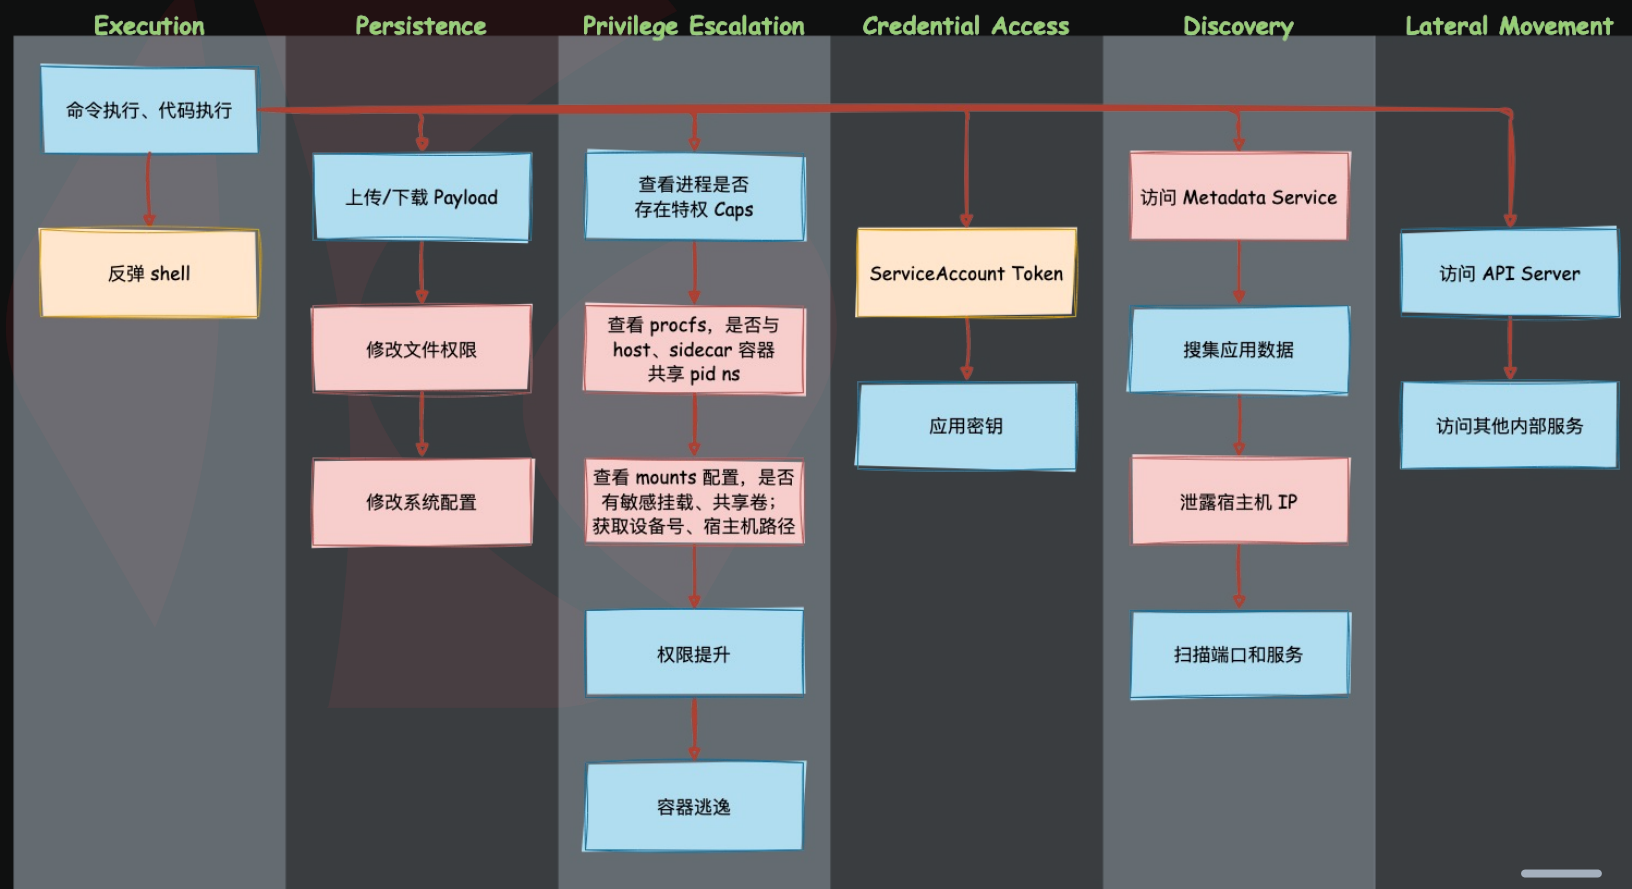 Execution
Persistence
Privilege Escalation
Credential Access
Discovery
Lateral Movement
命令执行、代码执行
反弹 shell
上传/下载 Payload
修改文件权限
修改系统配置
查看进程是否
存在特权 Caps
查看 procfs，是否与
host、sidecar 容器
共享 pid ns
查看 mounts 配置，是否
有敏感挂载、共享卷；
获取设备号、宿主机路径
权限提升
容器逃逸
ServiceAccount Token
应用密钥
访问 Metadata Service
搜集应用数据
泄露宿主机 IP
扫描端口和服务
访问 API Server
访问其他内部服务